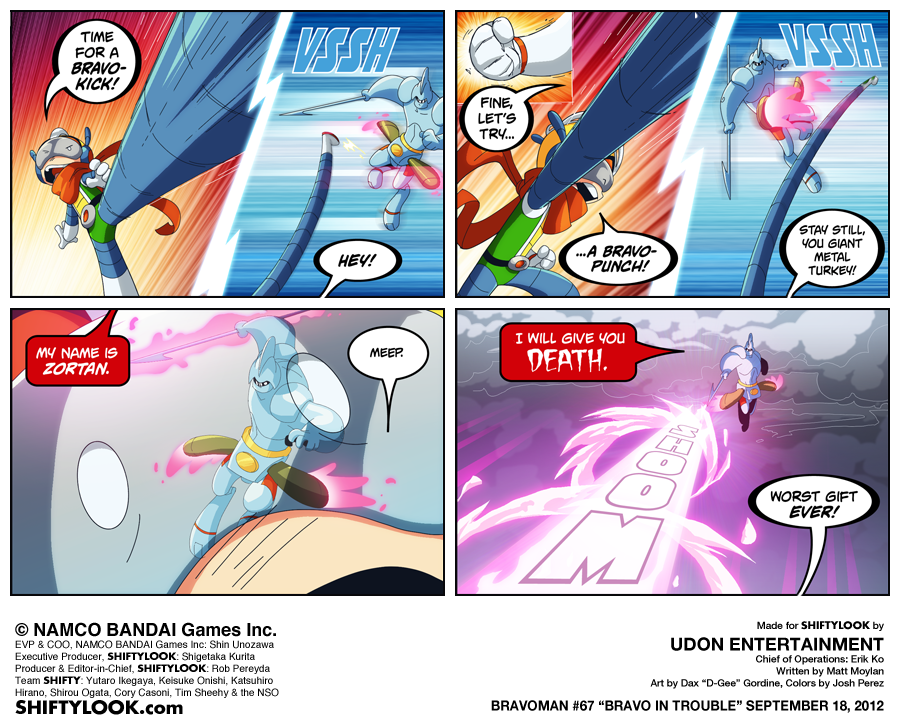 TIME
FOR A
BRAVO-
KICK!
VSSH
HEY!
FINE,
LET'S
TRY...
...A BRAVO-
PUNCH!
VSSH
STAY STILL,
YOU GIANT
METAL
TURKEY!
MY NAME IS
ZORTAN.
MEEP.
I WILL GIVE YOU
DEATH.
SHOOM
WORST GIFT
EVER!
© NAMCO BANDAI Games Inc.
EVP & COO, NAMCO BANDAI Games Inc: Shin Unozawa
Executive Producer, SHIFTYLOOK: Shigetaka Kurita
Producer & Editor-in-Chief, SHIFTYLOOK: Rob Pereyda
Team SHIFTY: Yutaro Ikegaya, Keisuke Onishi, Katsuhiro
Hirano, Shirou Ogata, Cory Casoni, Tim Sheehy & the NSO
SHIFTYLOOK.com
Made for SHIFTYLOOK by
UDON ENTERTAINMENT
Chief of Operations: Erik Ko
Written by Matt Moylan
Art by Dax “D-Gee” Gordine, Colors by Josh Perez
BRAVOMAN #67 “BRAVO IN TROUBLE” SEPTEMBER 18, 2012